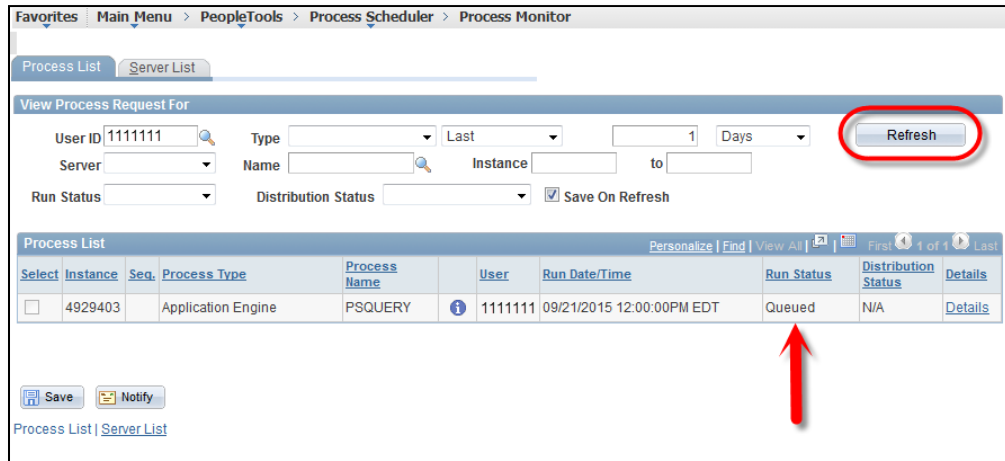 Favorites Main Menu > PeopleTools > Process Scheduler > Process Monitor
Process List Server List
View Process Request For
User ID 1111111 Type Last 1 Days Refresh
Server Name Instance to
Run Status Distribution Status Save On Refresh
Process List Personalize | Find | View All | | First 1 of 1 Last
Select Instance Seq. Process Type Process Name User Run Date/Time Run Status Distribution Status Details
4929403 Application Engine PSQUERY 1111111 09/21/2015 12:00:00PM EDT Queued N/A Details
Save Notify
Process List | Server List